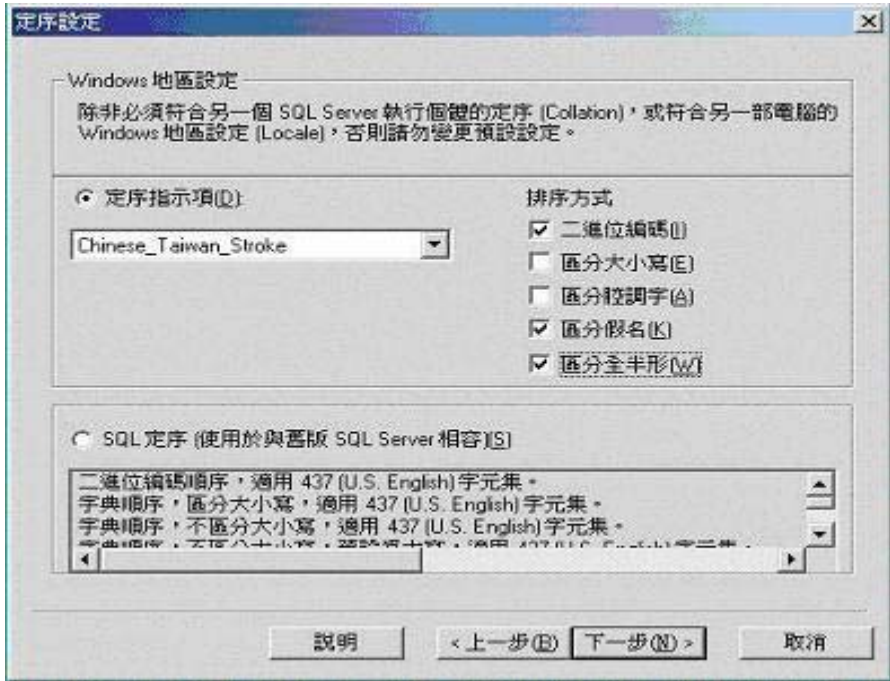 定序設定
Windows 地區設定
除非必須符合另一個 SQL Server 執行個體的定序 (Collation)，或符合另一部電腦的
Windows 地區設定 (Locale)，否則請勿變更預設設定。
定序指示項(D):
排序方式
Chinese_Taiwan_Stroke
二進位編碼(I)
區分大小寫(E)
區分腔調字(A)
區分假名(K)
區分全半形(W)
SQL 定序 (使用於與舊版 SQL Server 相容)(S)
二進位編碼順序，適用 437 (U.S. English) 字元集。
字典順序，區分大小寫，適用 437 (U.S. English) 字元集。
字典順序，不區分大小寫，適用 437 (U.S. English) 字元集。
說明
<上一步(B)
下一步(N)>
取消